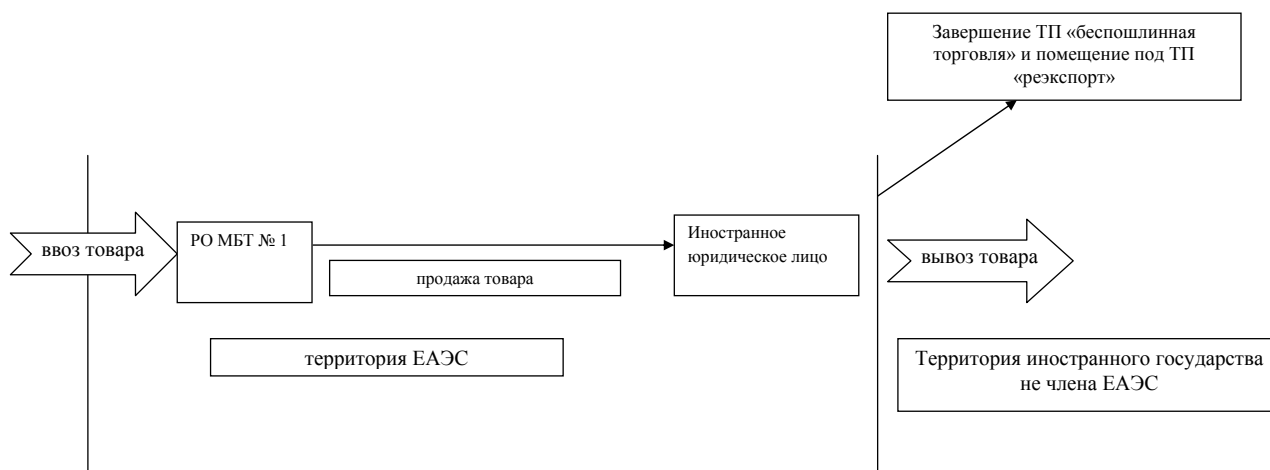 Завершение ТП «беспошлинная
торговля» и помещение под ТП
«реэкспорт»
ввоз товара
РО МБТ № 1
продажа товара
Иностранное
юридическое лицо
вывоз товара
территория ЕАЭС
Территория иностранного государства
не члена ЕАЭС